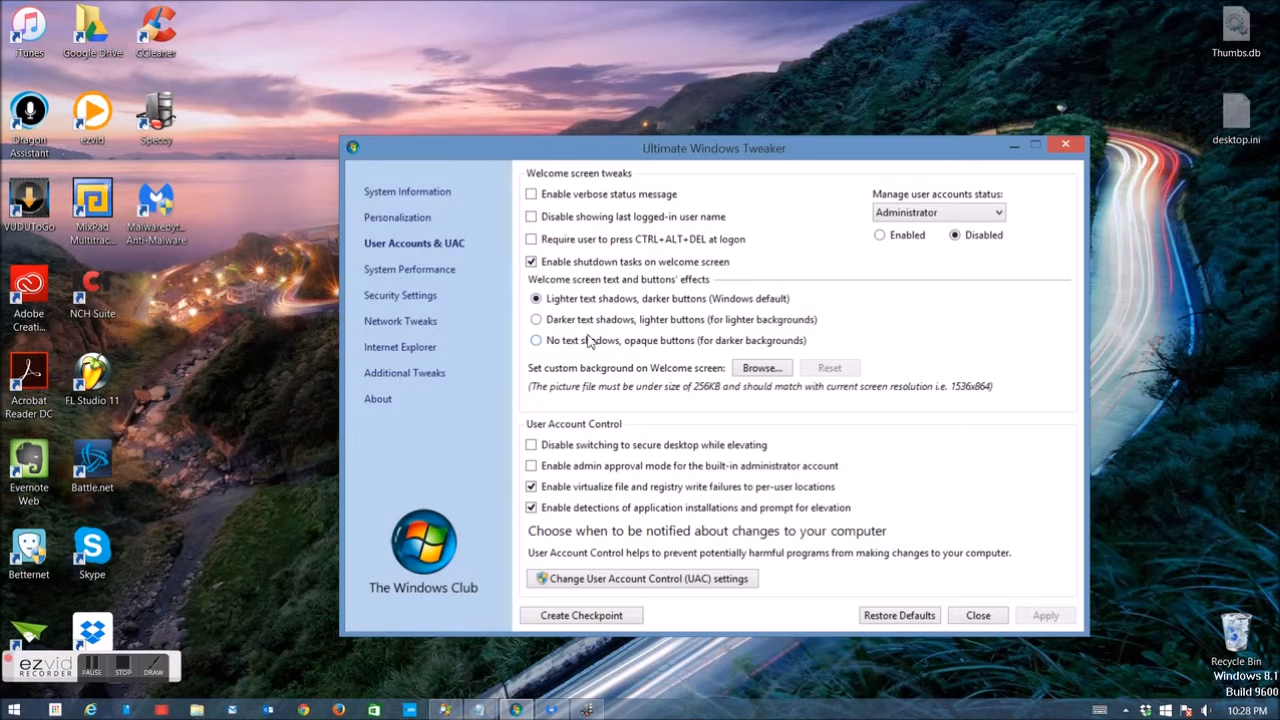 iTunes
Google Drive
CCleaner
Thumbs.db
Dragon
Assistant
ezvid
Speccy
desktop.ini
VUDUToGo
MixPad
Multitrac...
Malwarebyt...
Anti-Malware
Adobe
Creati...
NCH Suite
Acrobat
Reader DC
FL Studio 11
Evernote
Web
Battle.net
Betternet
Skype
ezvid
RECORDER
PAUSE
STOP
DRAW
Ultimate Windows Tweaker
System Information
Personalization
User Accounts & UAC
System Performance
Security Settings
Network Tweaks
Internet Explorer
Additional Tweaks
About
The Windows Club
Welcome screen tweaks
Enable verbose status message
Disable showing last logged-in user name
Require user to press CTRL+ALT+DEL at logon
Enable shutdown tasks on welcome screen
Manage user accounts status:
Administrator
Enabled
Disabled
Welcome screen text and buttons' effects
Lighter text shadows, darker buttons (Windows default)
Darker text shadows, lighter buttons (for lighter backgrounds)
No text shadows, opaque buttons (for darker backgrounds)
Set custom background on Welcome screen:
Browse...
Reset
(The picture file must be under size of 256KB and should match with current screen resolution i.e. 1536x864)
User Account Control
Disable switching to secure desktop while elevating
Enable admin approval mode for the built-in administrator account
Enable virtualize file and registry write failures to per-user locations
Enable detections of application installations and prompt for elevation
Choose when to be notified about changes to your computer
User Account Control helps to prevent potentially harmful programs from making changes to your computer.
Change User Account Control (UAC) settings
Create Checkpoint
Restore Defaults
Close
Apply
Recycle Bin
Windows 8.1
Build 9600
10:28 PM